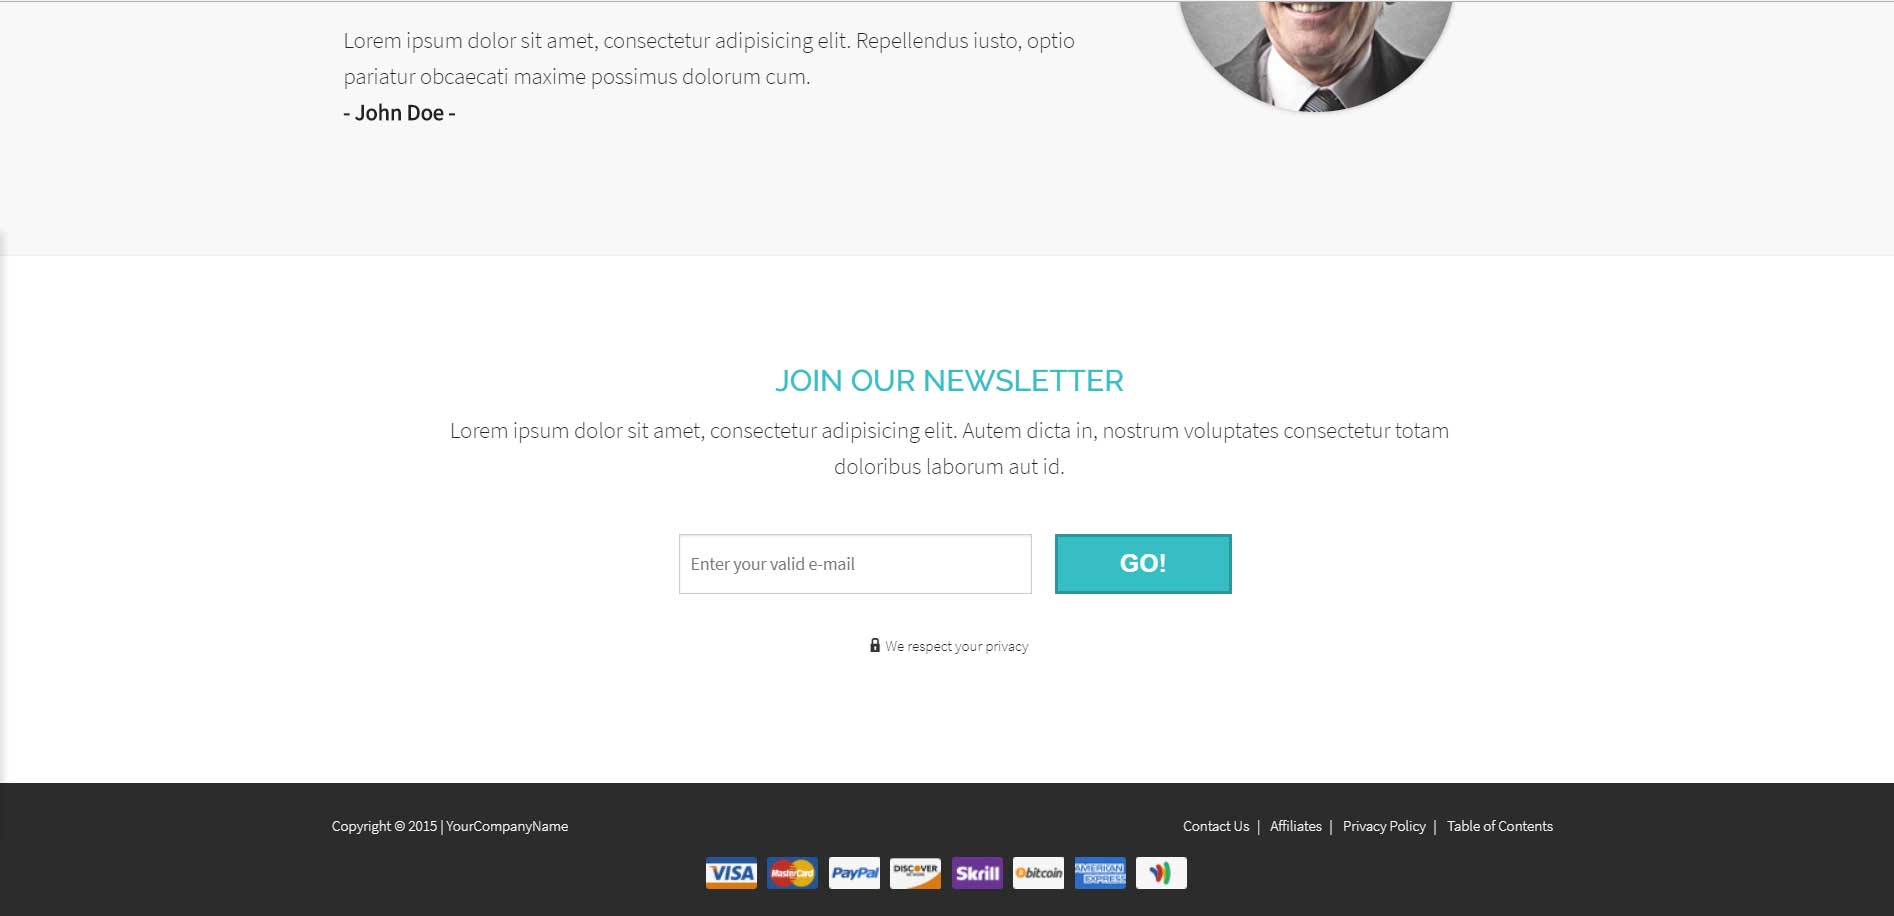 Lorem ipsum dolor sit amet, consectetur adipisicing elit. Repellendus iusto, optio
pariatur obcaecati maxime possimus dolorum cum.
- John Doe -
JOIN OUR NEWSLETTER
Lorem ipsum dolor sit amet, consectetur adipisicing elit. Autem dicta in, nostrum voluptates consectetur totam
doloribus laborum aut id.
Enter your valid e-mail
GO!
We respect your privacy
Copyright © 2015 | YourCompanyName
Contact Us | Affiliates | Privacy Policy | Table of Contents
VISA MasterCard PayPal DISCOVER NETWORK Skrill bitcoin AMERICAN EXPRESS